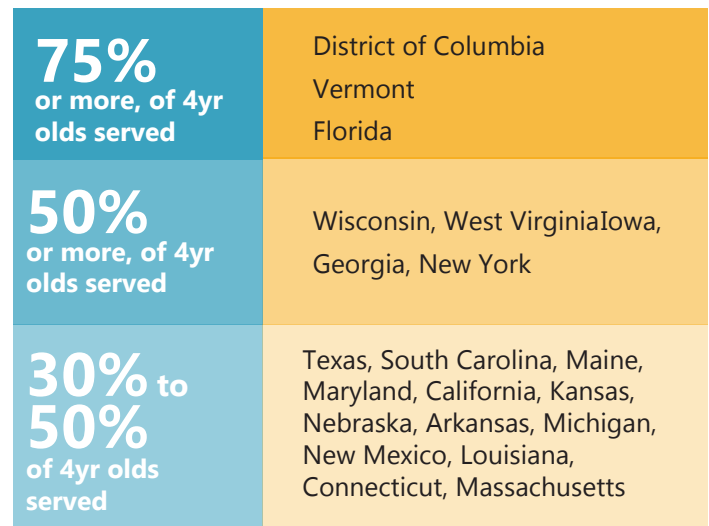 75%
or more, of 4yr
olds served
District of Columbia
Vermont
Florida
50%
or more, of 4yr
olds served
Wisconsin, West VirginiaIowa,
Georgia, New York
30% to
50%
of 4yr olds
served
Texas, South Carolina, Maine,
Maryland, California, Kansas,
Nebraska, Arkansas, Michigan,
New Mexico, Louisiana,
Connecticut, Massachusetts